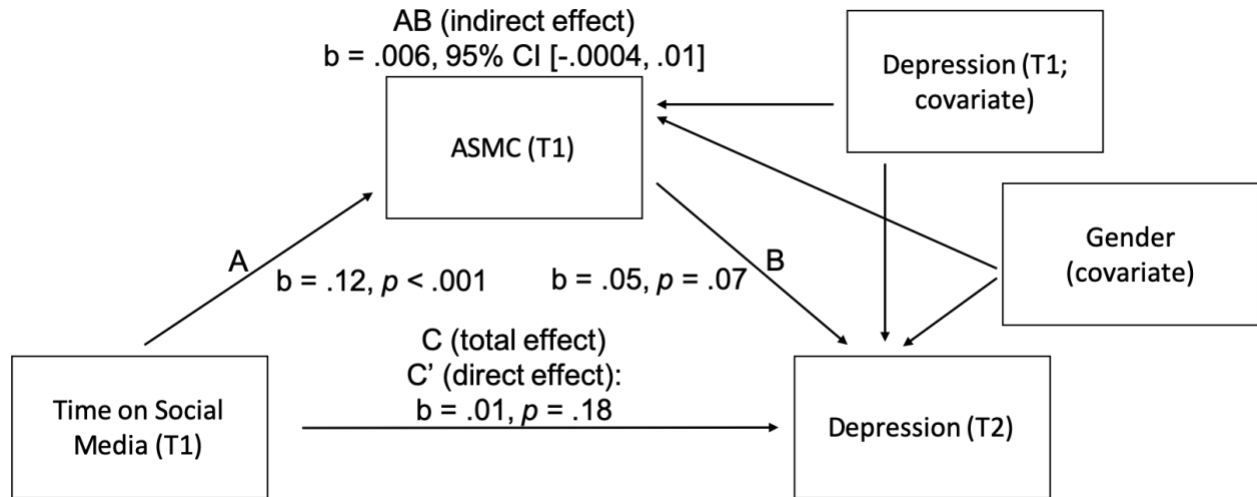 AB (indirect effect)
b = .006, 95% CI [-.0004, .01]
Depression (T1;
covariate)
ASMC (T1)
Gender
(covariate)
A
b = .12, p < .001
b = .05, p = .07
B
C (total effect)
C’ (direct effect):
b = .01, p = .18
Time on Social
Media (T1)
Depression (T2)